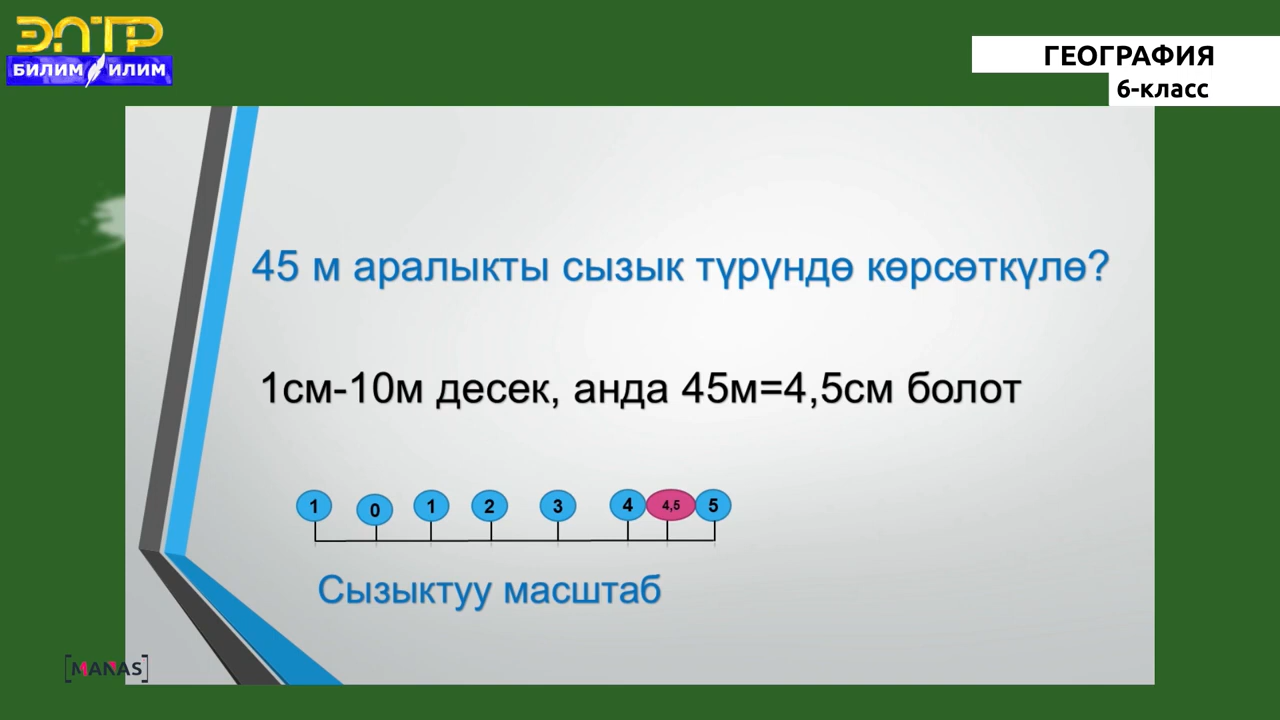 ЭЛТР
БИЛИМ ИЛИМ
ГЕОГРАФИЯ
6-класс
45 м аралыкты сызык түрүндө көрсөткүлө?
1см-10м десек, анда 45м=4,5см болот
1 0 1 2 3 4 4,5 5
Сызыктуу масштаб
[MANAS]